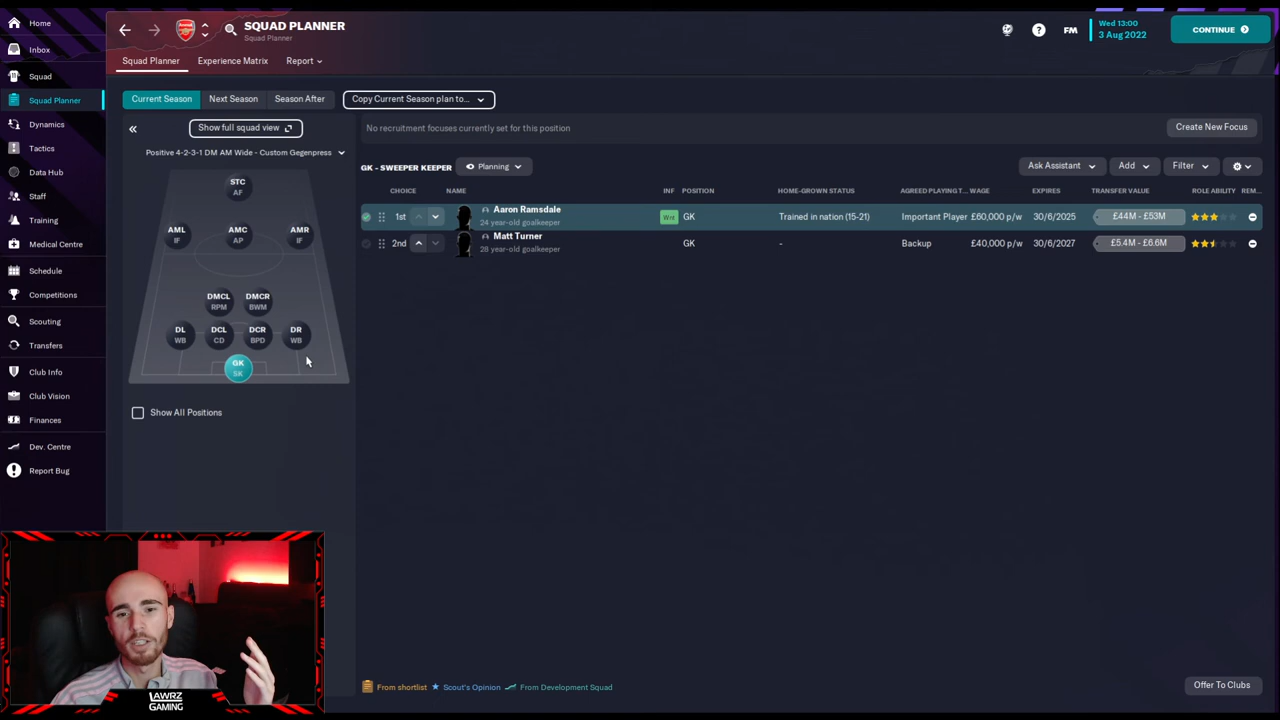 Home
Inbox
Squad
Squad Planner
Dynamics
Tactics
Data Hub
Staff
Training
Medical Centre
Schedule
Competitions
Scouting
Transfers
Club Info
Club Vision
Finances
Dev. Centre
Report Bug
SQUAD PLANNER
Squad Planner
FM
Wed 13:00
3 Aug 2022
CONTINUE
Squad Planner Experience Matrix Report
Current Season Next Season Season After Copy Current Season plan to...
Show full squad view
Positive 4-2-3-1 DM AM Wide - Custom Gegenpress
STC
AF
AML AMC AMR
IF AP IF
DMCL DMCR
RPM BWM
DL DCL DCR DR
WB CD BPD WB
GK
SK
Show All Positions
No recruitment focuses currently set for this position Create New Focus
GK - SWEEPER KEEPER Planning Ask Assistant Add Filter
CHOICE NAME INF POSITION HOME-GROWN STATUS AGREED PLAYING T... WAGE EXPIRES TRANSFER VALUE ROLE ABILITY REM...
1st Aaron Ramsdale Wnt GK Trained in nation (15-21) Important Player £60,000 p/w 30/6/2025 £44M - £53M
24 year-old goalkeeper
2nd Matt Turner GK - Backup £40,000 p/w 30/6/2027 £5.4M - £6.6M
28 year-old goalkeeper
From shortlist Scout's Opinion From Development Squad Offer To Clubs
LAWRZ
GAMING